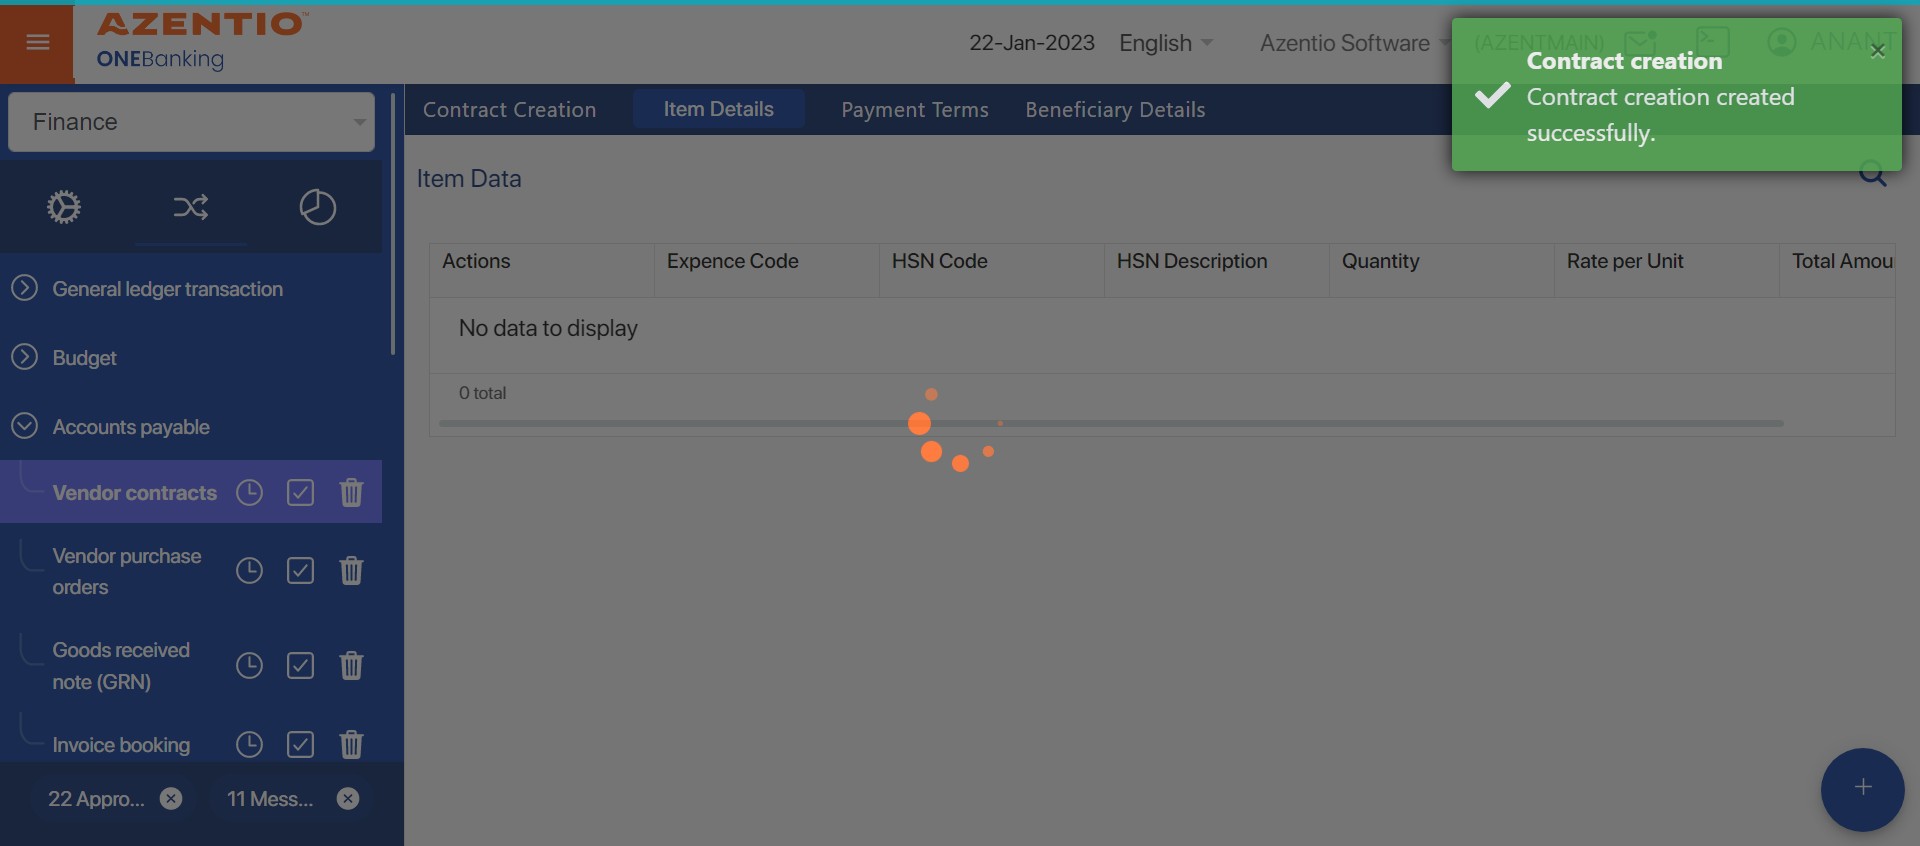 AZENTIO™
ONEBanking
22-Jan-2023
English
Azentio Software
(AZENTMAIN)
ANANT
Contract creation
Contract creation created
successfully.
Finance
Contract Creation
Item Details
Payment Terms
Beneficiary Details
Item Data
Actions
Expence Code
HSN Code
HSN Description
Quantity
Rate per Unit
Total Amou
No data to display
0 total
General ledger transaction
Budget
Accounts payable
Vendor contracts
Vendor purchase
orders
Goods received
note (GRN)
Invoice booking
22 Appro...
11 Mess...